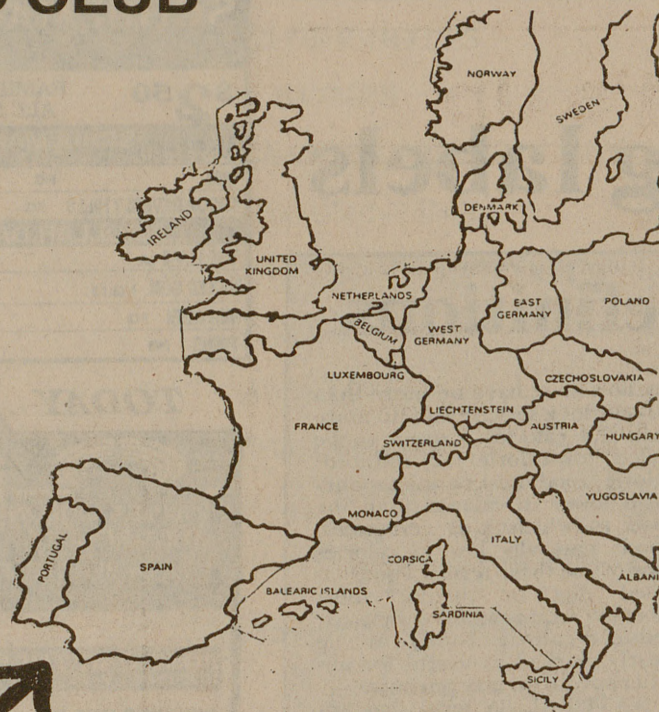 CLUB
NORWAY
SWEDEN
DENMARK
IRELAND
UNITED
KINGDOM
NETHERLANDS
BELGIUM
WEST
GERMANY
EAST
GERMANY
POLAND
LUXEMBOURG
CZECHOSLOVAKIA
LIECHTENSTEIN
FRANCE
AUSTRIA
SWITZERLAND
HUNGARY
YUGOSLAVIA
MONACO
ITALY
PORTUGAL
SPAIN
CORSICA
ALBANI
BALEARIC ISLANDS
SARDINIA
SICILY
TODAY